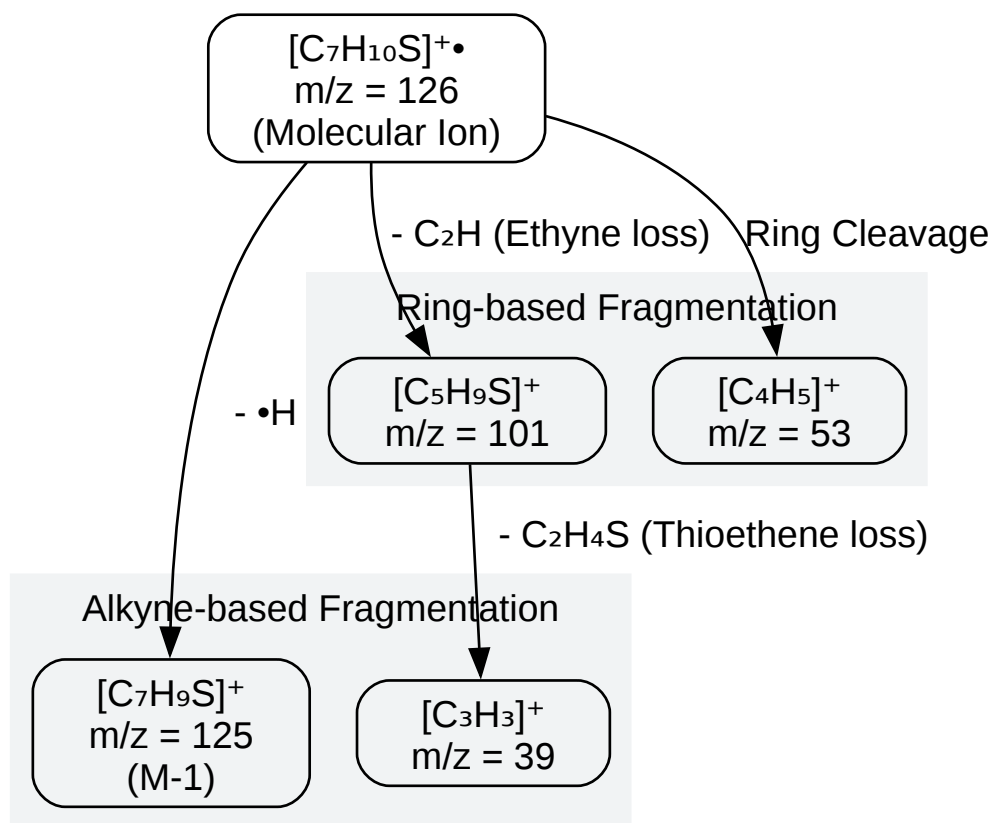 [C₇H₁₀S]⁺•
m/z = 126
(Molecular Ion)
- C₂H (Ethyne loss)
Ring Cleavage
Ring-based Fragmentation
[C₅H₉S]⁺
m/z = 101
[C₄H₅]⁺
m/z = 53
- •H
- C₂H₄S (Thioethene loss)
Alkyne-based Fragmentation
[C₇H₉S]⁺
m/z = 125
(M-1)
[C₃H₃]⁺
m/z = 39